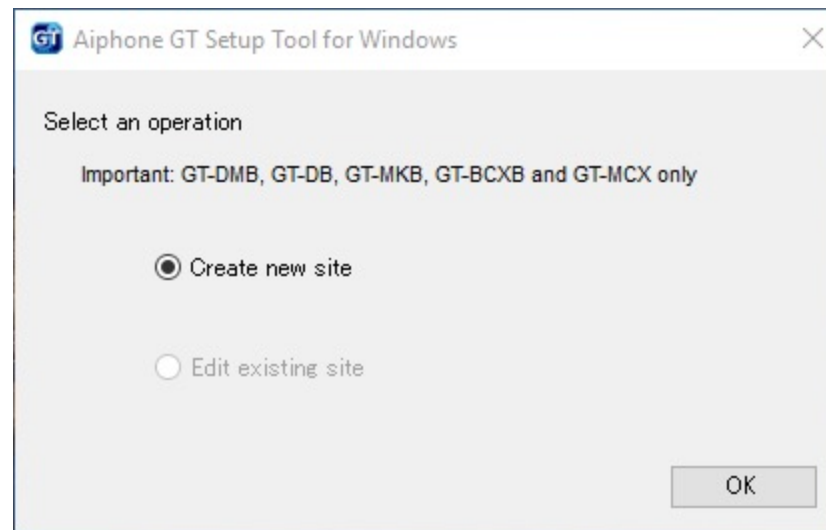 GT Aiphone GT Setup Tool for Windows
Select an operation
Important: GT-DMB, GT-DB, GT-MKB, GT-BCXB and GT-MCX only
Create new site
Edit existing site
OK